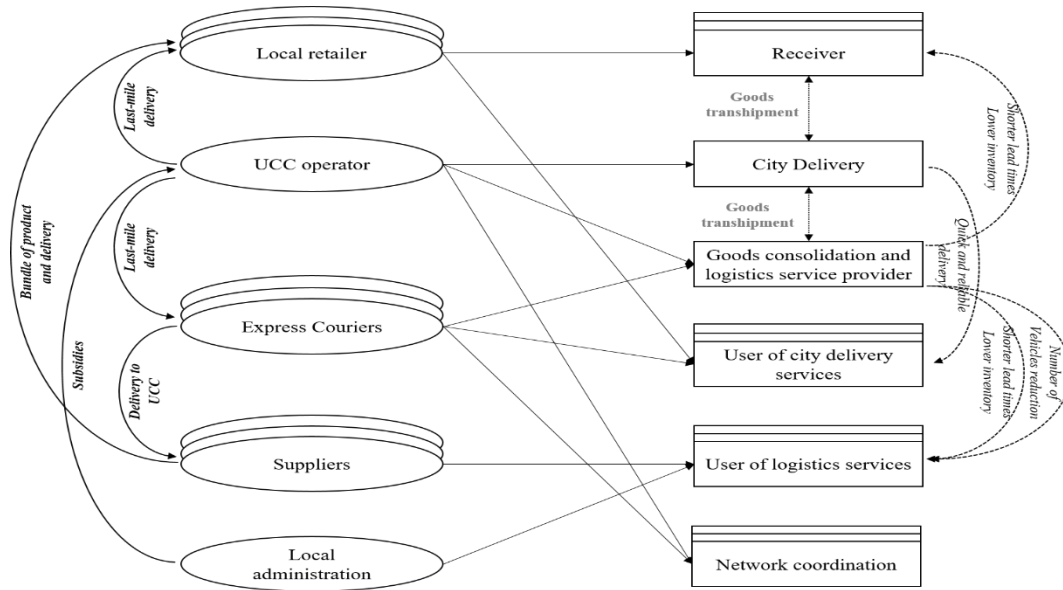 Local retailer
Receiver
Last-mile
delivery
Goods
transhipment
Shorter lead times
Lower inventory
UCC operator
City Delivery
Bundle of product
and delivery
Last-mile
delivery
Goods
transhipment
Quick and reliable
delivery
Goods consolidation and
logistics service provider
Express Couriers
User of city delivery
services
Subsidies
Delivery to
UCC
Shorter lead times
Lower inventory
Number of
Vehicles reduction
Suppliers
User of logistics services
Local
administration
Network coordination